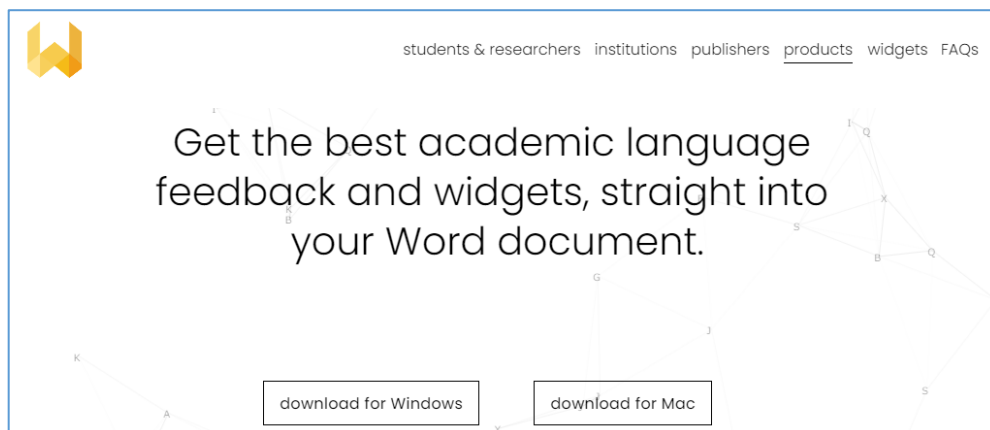 students & researchers institutions publishers products widgets FAQs
Get the best academic language
feedback and widgets, straight into
your Word document.
download for Windows download for Mac